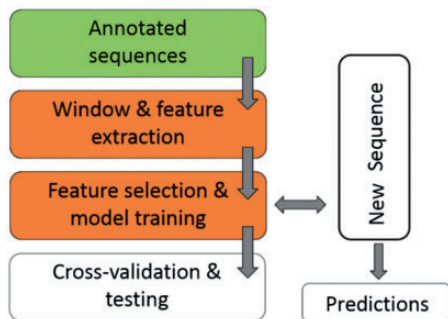 Annotated
sequences
Window & feature
extraction
Feature selection &
model training
Cross-validation &
testing
New Sequence
Predictions